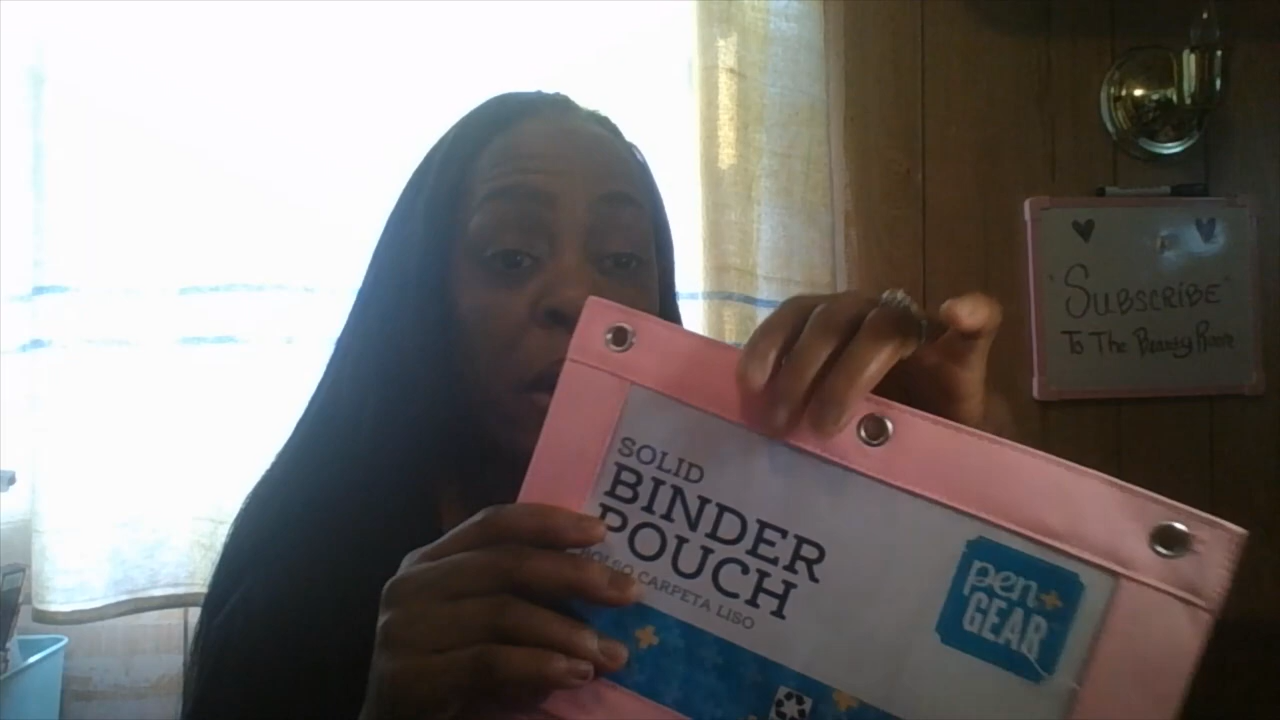 SOLID
BINDER
POUCH
BOLSO CARPETA LISO
pen+
GEAR
"SUBSCRIBE"
To THE Beauty Room